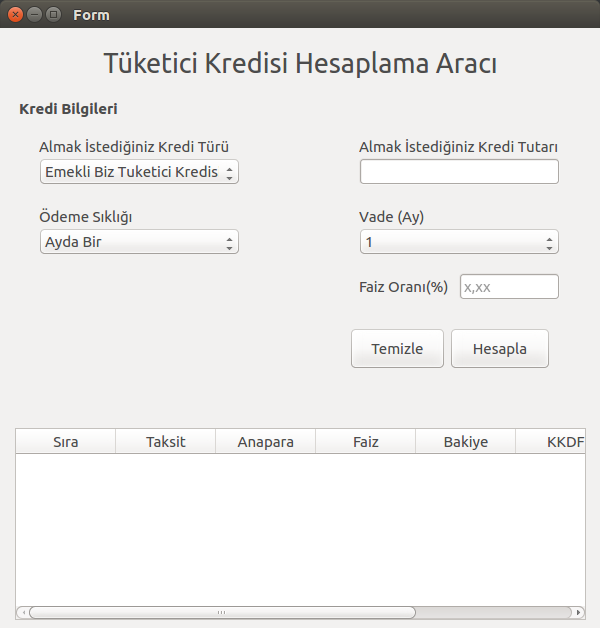 Form
Tüketici Kredisi Hesaplama Aracı
Kredi Bilgileri
Almak İstediğiniz Kredi Türü
Almak İstediğiniz Kredi Tutarı
Emekli Biz Tuketici Kredis
Ödeme Sıklığı
Vade (Ay)
Ayda Bir
1
Faiz Oranı(%) x,xx
Temizle Hesapla
Sıra Taksit Anapara Faiz Bakiye KKDF